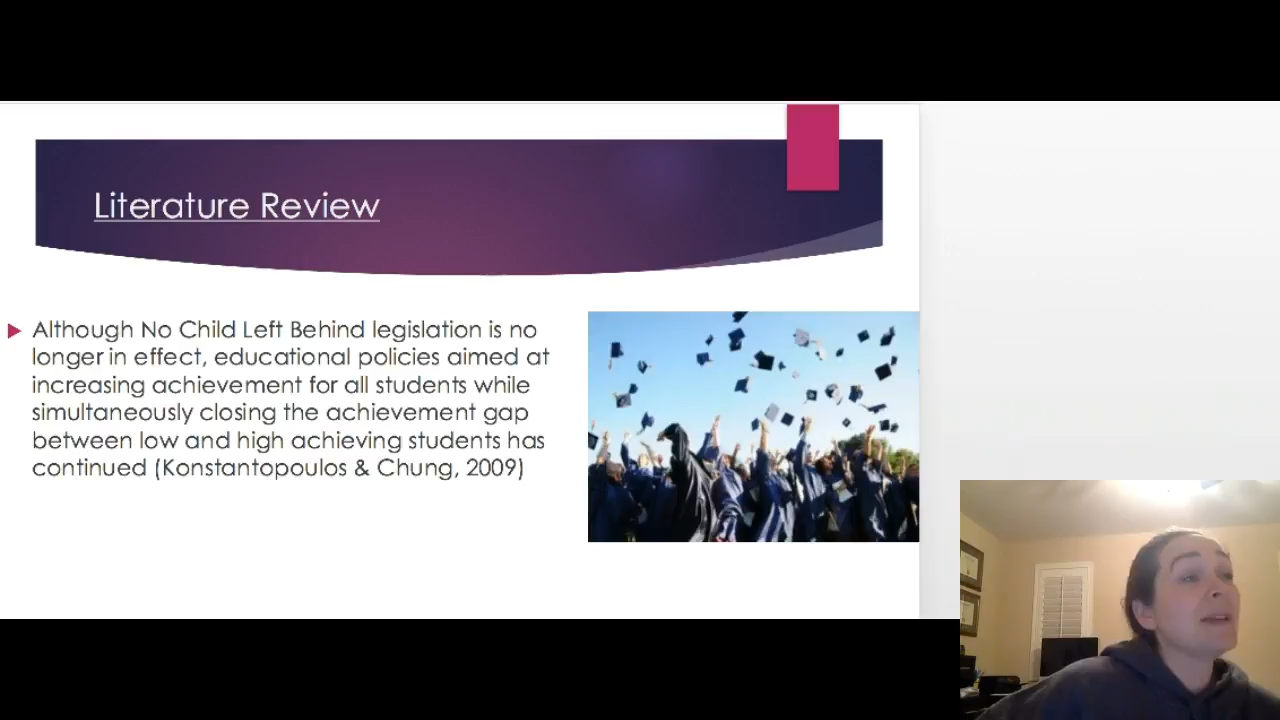 Literature Review
Although No Child Left Behind legislation is no
longer in effect, educational policies aimed at
increasing achievement for all students while
simultaneously closing the achievement gap
between low and high achieving students has
continued (Konstantopoulos & Chung, 2009)